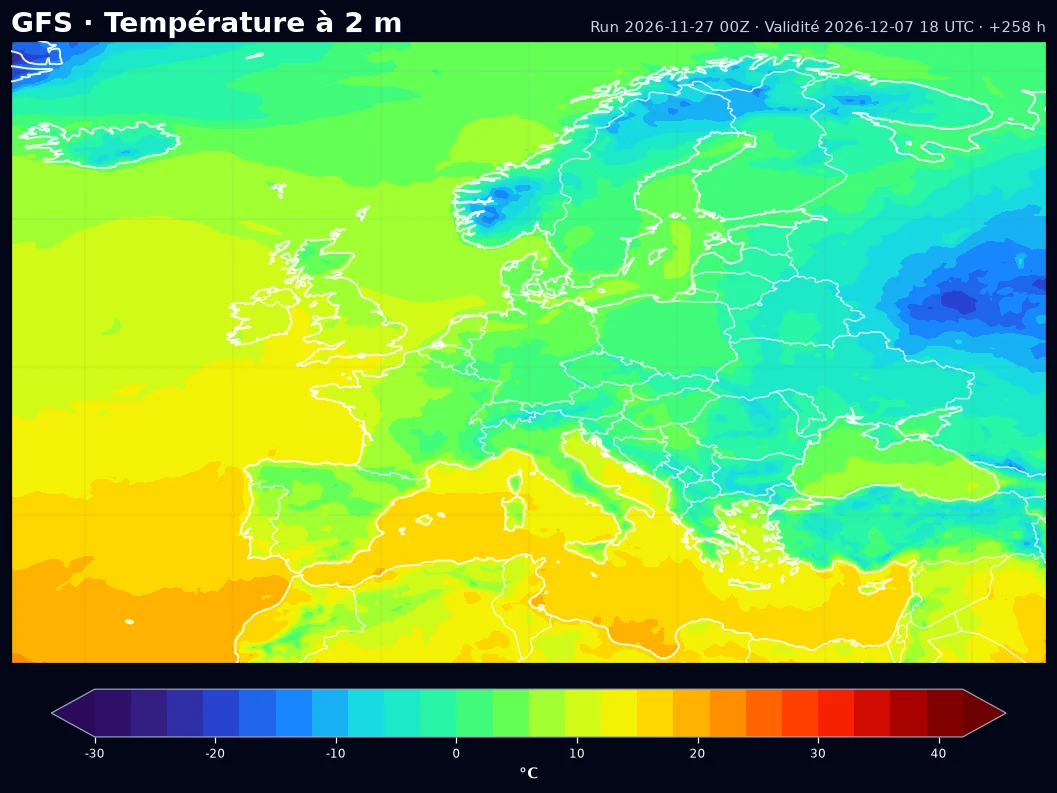 GFS · Température à 2 m
Run 2026-11-27 00Z · Validité 2026-12-07 18 UTC · +258 h
-30 -20 -10 0 10 20 30 40
°C